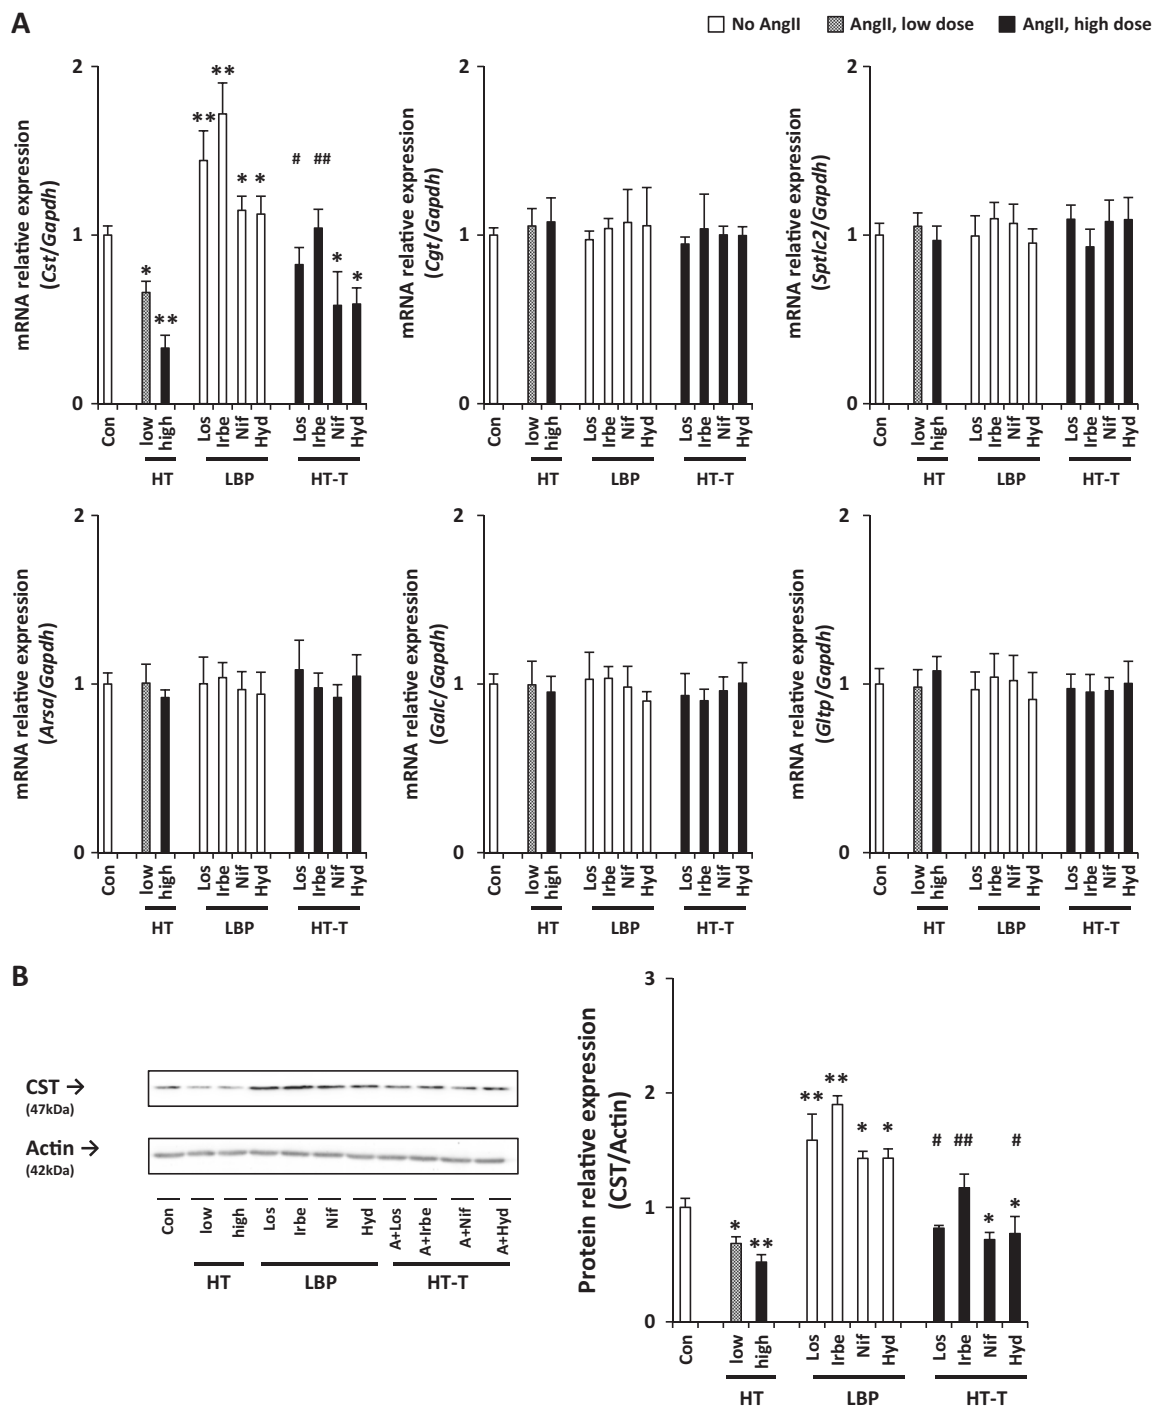 A
No AngII
AngII, low dose
AngII, high dose
mRNA relative expression
(Cst/Gapdh)
2
1
0
**
**
*
*
*
**
#
##
*
*
Con
low
high
Los
Irbe
Nif
Hyd
Los
Irbe
Nif
Hyd
HT
LBP
HT-T
mRNA relative expression
(Cgt/Gapdh)
2
1
0
Con
low
high
Los
Irbe
Nif
Hyd
Los
Irbe
Nif
Hyd
HT
LBP
HT-T
mRNA relative expression
(Sptlc2/Gapdh)
2
1
0
Con
low
high
Los
Irbe
Nif
Hyd
Los
Irbe
Nif
Hyd
HT
LBP
HT-T
mRNA relative expression
(Arsa/Gapdh)
2
1
0
Con
low
high
Los
Irbe
Nif
Hyd
Los
Irbe
Nif
Hyd
HT
LBP
HT-T
mRNA relative expression
(Galc/Gapdh)
2
1
0
Con
low
high
Los
Irbe
Nif
Hyd
Los
Irbe
Nif
Hyd
HT
LBP
HT-T
mRNA relative expression
(Gltp/Gapdh)
2
1
0
Con
low
high
Los
Irbe
Nif
Hyd
Los
Irbe
Nif
Hyd
HT
LBP
HT-T
B
CST →
(47kDa)
Actin →
(42kDa)
Con
low
high
Los
Irbe
Nif
Hyd
A+Los
A+Irbe
A+Nif
A+Hyd
HT
LBP
HT-T
Protein relative expression
(CST/Actin)
3
2
1
0
*
**
**
**
*
*
#
##
*
#
*
Con
low
high
Los
Irbe
Nif
Hyd
Los
Irbe
Nif
Hyd
HT
LBP
HT-T